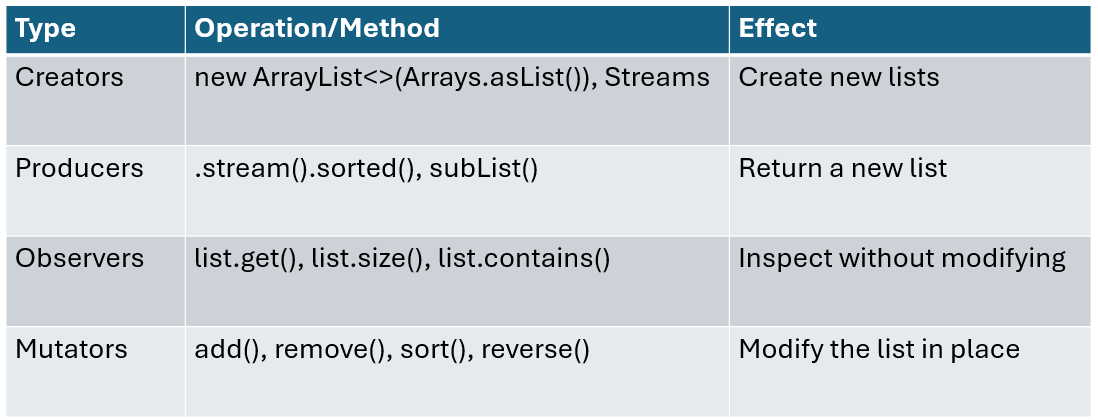 Type Operation/Method Effect
Creators new ArrayList<>(Arrays.asList()), Streams Create new lists
Producers .stream().sorted(), subList() Return a new list
Observers list.get(), list.size(), list.contains() Inspect without modifying
Mutators add(), remove(), sort(), reverse() Modify the list in place